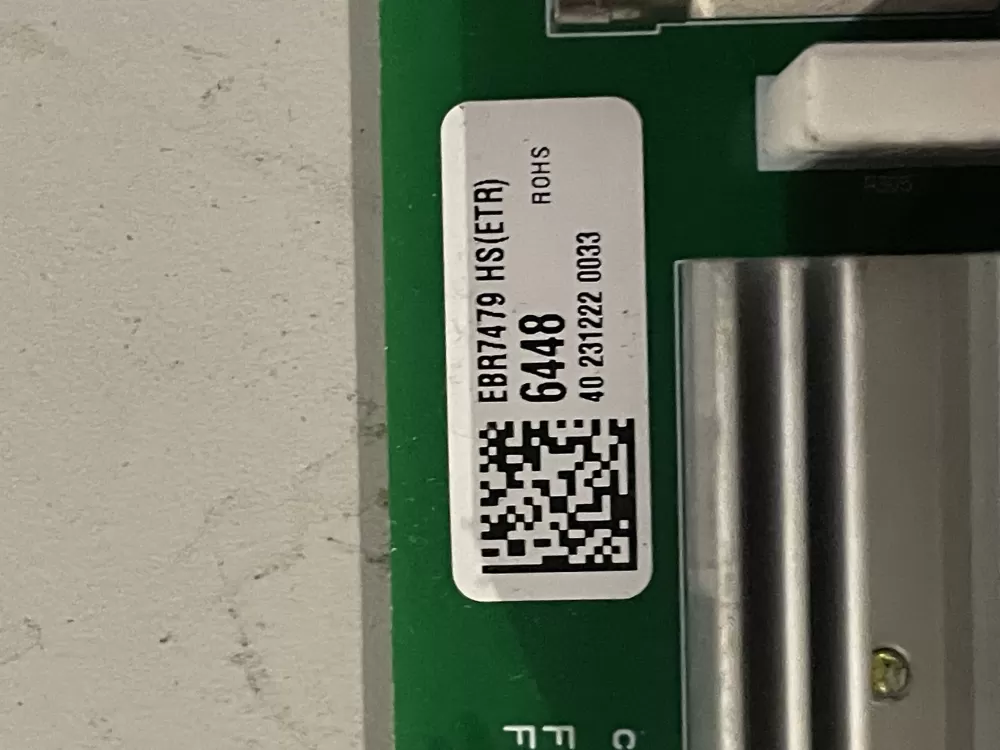 EBR7479 HS(ETR)
6448 ROHS
40 231222 0033
C
F
F